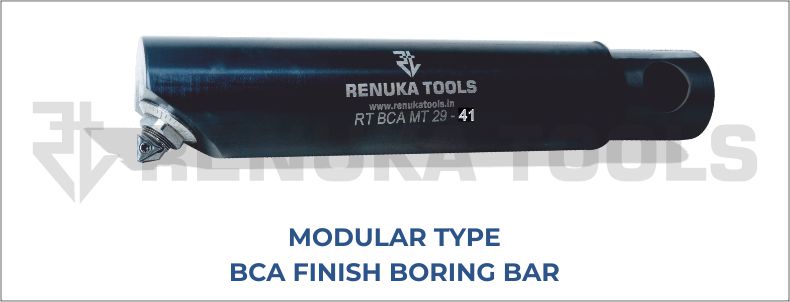 RENUKA TOOLS
www.renukatools.in
RT BCA MT 29 - 41
RENUKA TOOLS
MODULAR TYPE
BCA FINISH BORING BAR